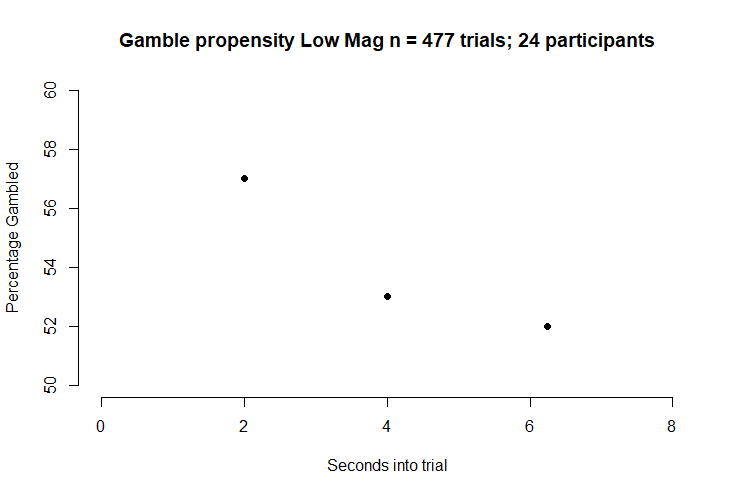 Gamble propensity Low Mag n = 477 trials; 24 participants
Percentage Gambled
60
58
56
54
52
50
0 2 4 6 8
Seconds into trial